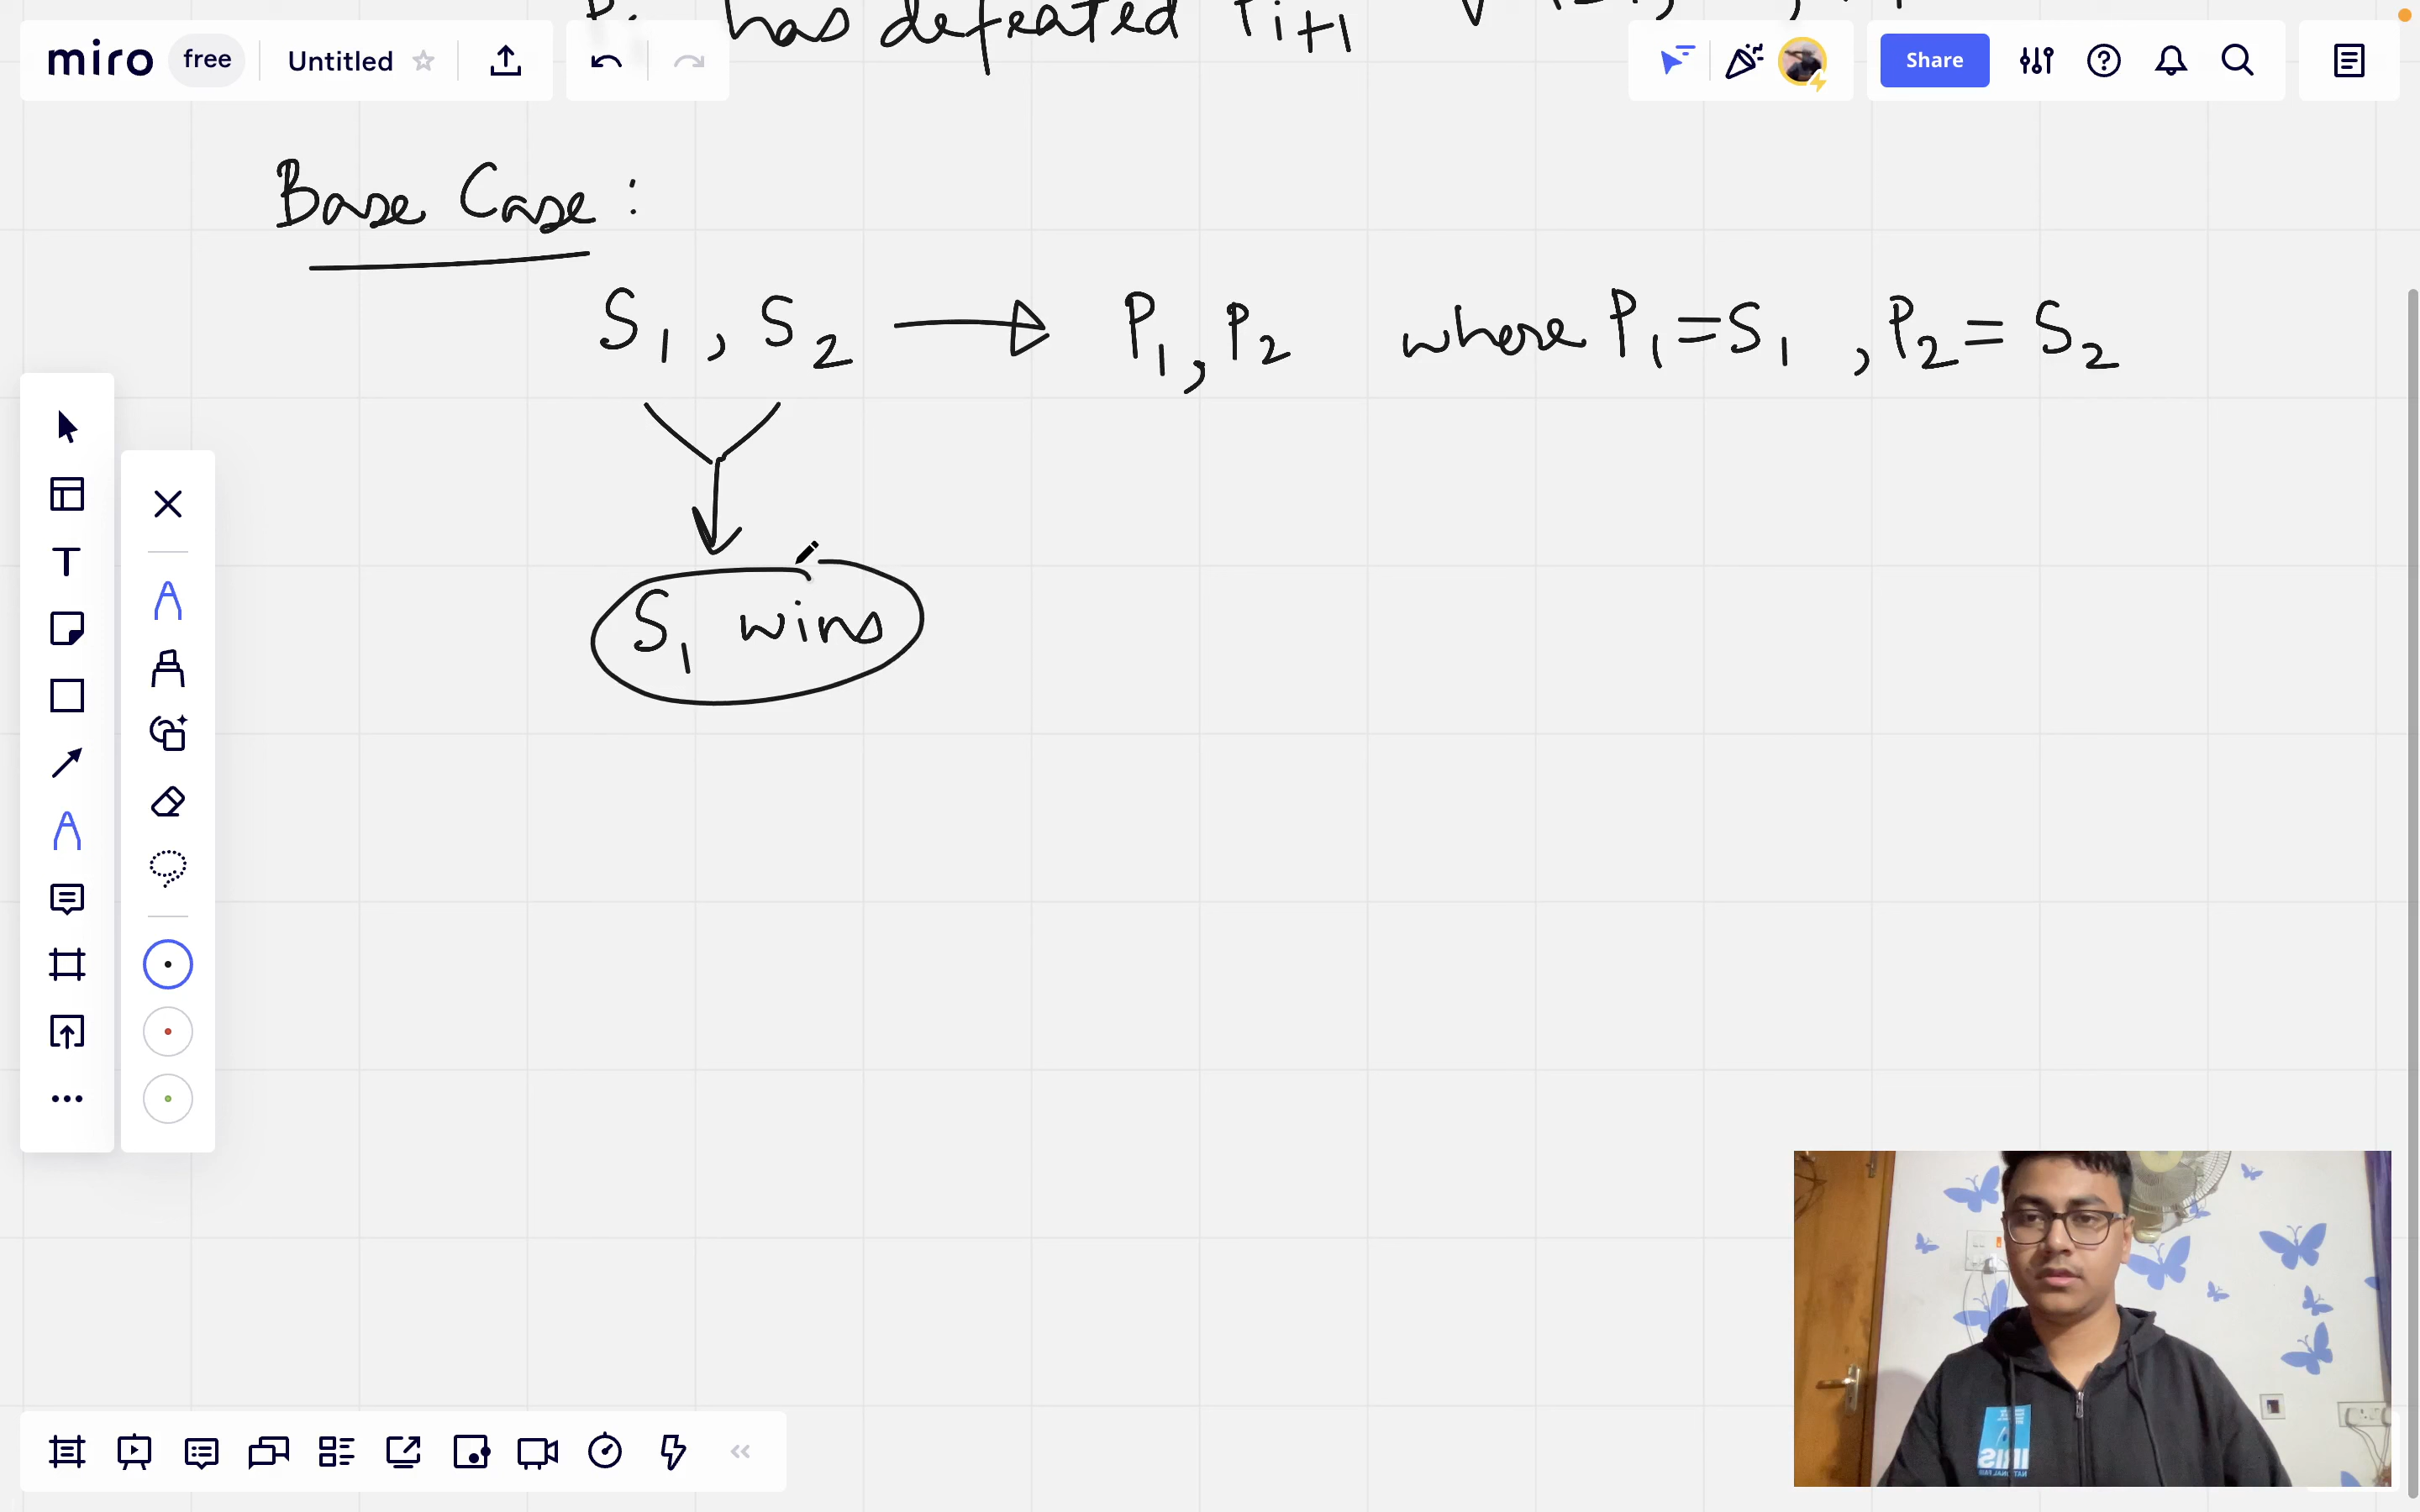 has defeated P i+1 ∀
miro free Untitled Share
Base Case :
S₁ , S₂ → P₁ , P₂ where P₁ = S₁ , P₂ = S₂
S₁ wins